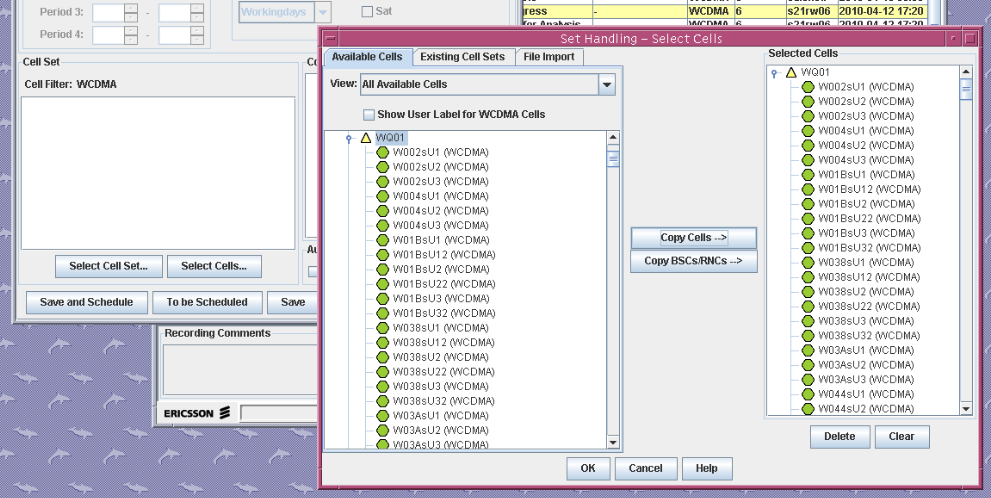 Period 3:
-
Period 4:
-
Workingdays
Sat
gress - WCDMA 6 s21rw06 2010-04-12 17:20
for Analysis WCDMA 6 s21rw06 2010-04-12 17:20
Cell Set
Cell Filter: WCDMA
Select Cell Set...
Select Cells...
Save and Schedule
To be Scheduled
Save
Recording Comments
ERICSSON
Set Handling – Select Cells
Available Cells
Existing Cell Sets
File Import
View:
All Available Cells
Show User Label for WCDMA Cells
WQ01
W002sU1 (WCDMA)
W002sU2 (WCDMA)
W002sU3 (WCDMA)
W004sU1 (WCDMA)
W004sU2 (WCDMA)
W004sU3 (WCDMA)
W01BsU1 (WCDMA)
W01BsU12 (WCDMA)
W01BsU2 (WCDMA)
W01BsU22 (WCDMA)
W01BsU3 (WCDMA)
W01BsU32 (WCDMA)
W038sU1 (WCDMA)
W038sU12 (WCDMA)
W038sU2 (WCDMA)
W038sU22 (WCDMA)
W038sU3 (WCDMA)
W038sU32 (WCDMA)
W03AsU1 (WCDMA)
W03AsU2 (WCDMA)
W03AsU3 (WCDMA)
Copy Cells -->
Copy BSCs/RNCs -->
Selected Cells
WQ01
W002sU1 (WCDMA)
W002sU2 (WCDMA)
W002sU3 (WCDMA)
W004sU1 (WCDMA)
W004sU2 (WCDMA)
W004sU3 (WCDMA)
W01BsU1 (WCDMA)
W01BsU12 (WCDMA)
W01BsU2 (WCDMA)
W01BsU22 (WCDMA)
W01BsU3 (WCDMA)
W01BsU32 (WCDMA)
W038sU1 (WCDMA)
W038sU12 (WCDMA)
W038sU2 (WCDMA)
W038sU22 (WCDMA)
W038sU3 (WCDMA)
W038sU32 (WCDMA)
W03AsU1 (WCDMA)
W03AsU2 (WCDMA)
W03AsU3 (WCDMA)
W044sU1 (WCDMA)
W044sU2 (WCDMA)
Delete
Clear
OK
Cancel
Help